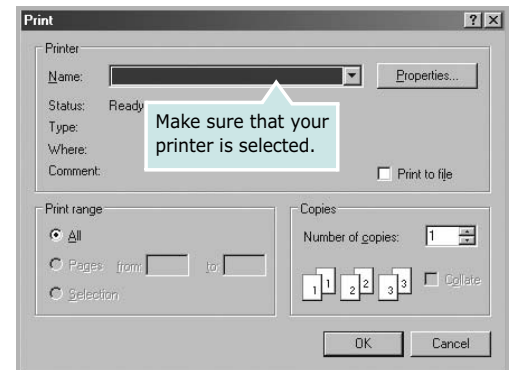 Print
Printer
Name:
Properties...
Status: Ready
Type:
Where:
Comment:
Make sure that your
printer is selected.
Print to file
Print range
All
Pages from: to:
Selection
Copies
Number of copies: 1
1 1 2 2 3 3
Collate
OK Cancel